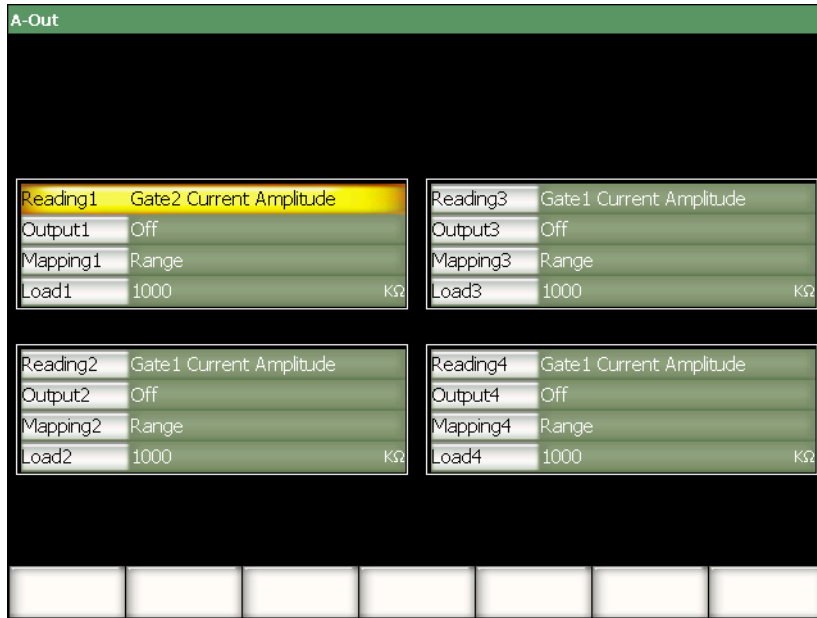 A-Out
Reading1 Gate2 Current Amplitude
Output1 Off
Mapping1 Range
Load1 1000 KΩ
Reading3 Gate1 Current Amplitude
Output3 Off
Mapping3 Range
Load3 1000 KΩ
Reading2 Gate1 Current Amplitude
Output2 Off
Mapping2 Range
Load2 1000 KΩ
Reading4 Gate1 Current Amplitude
Output4 Off
Mapping4 Range
Load4 1000 KΩ